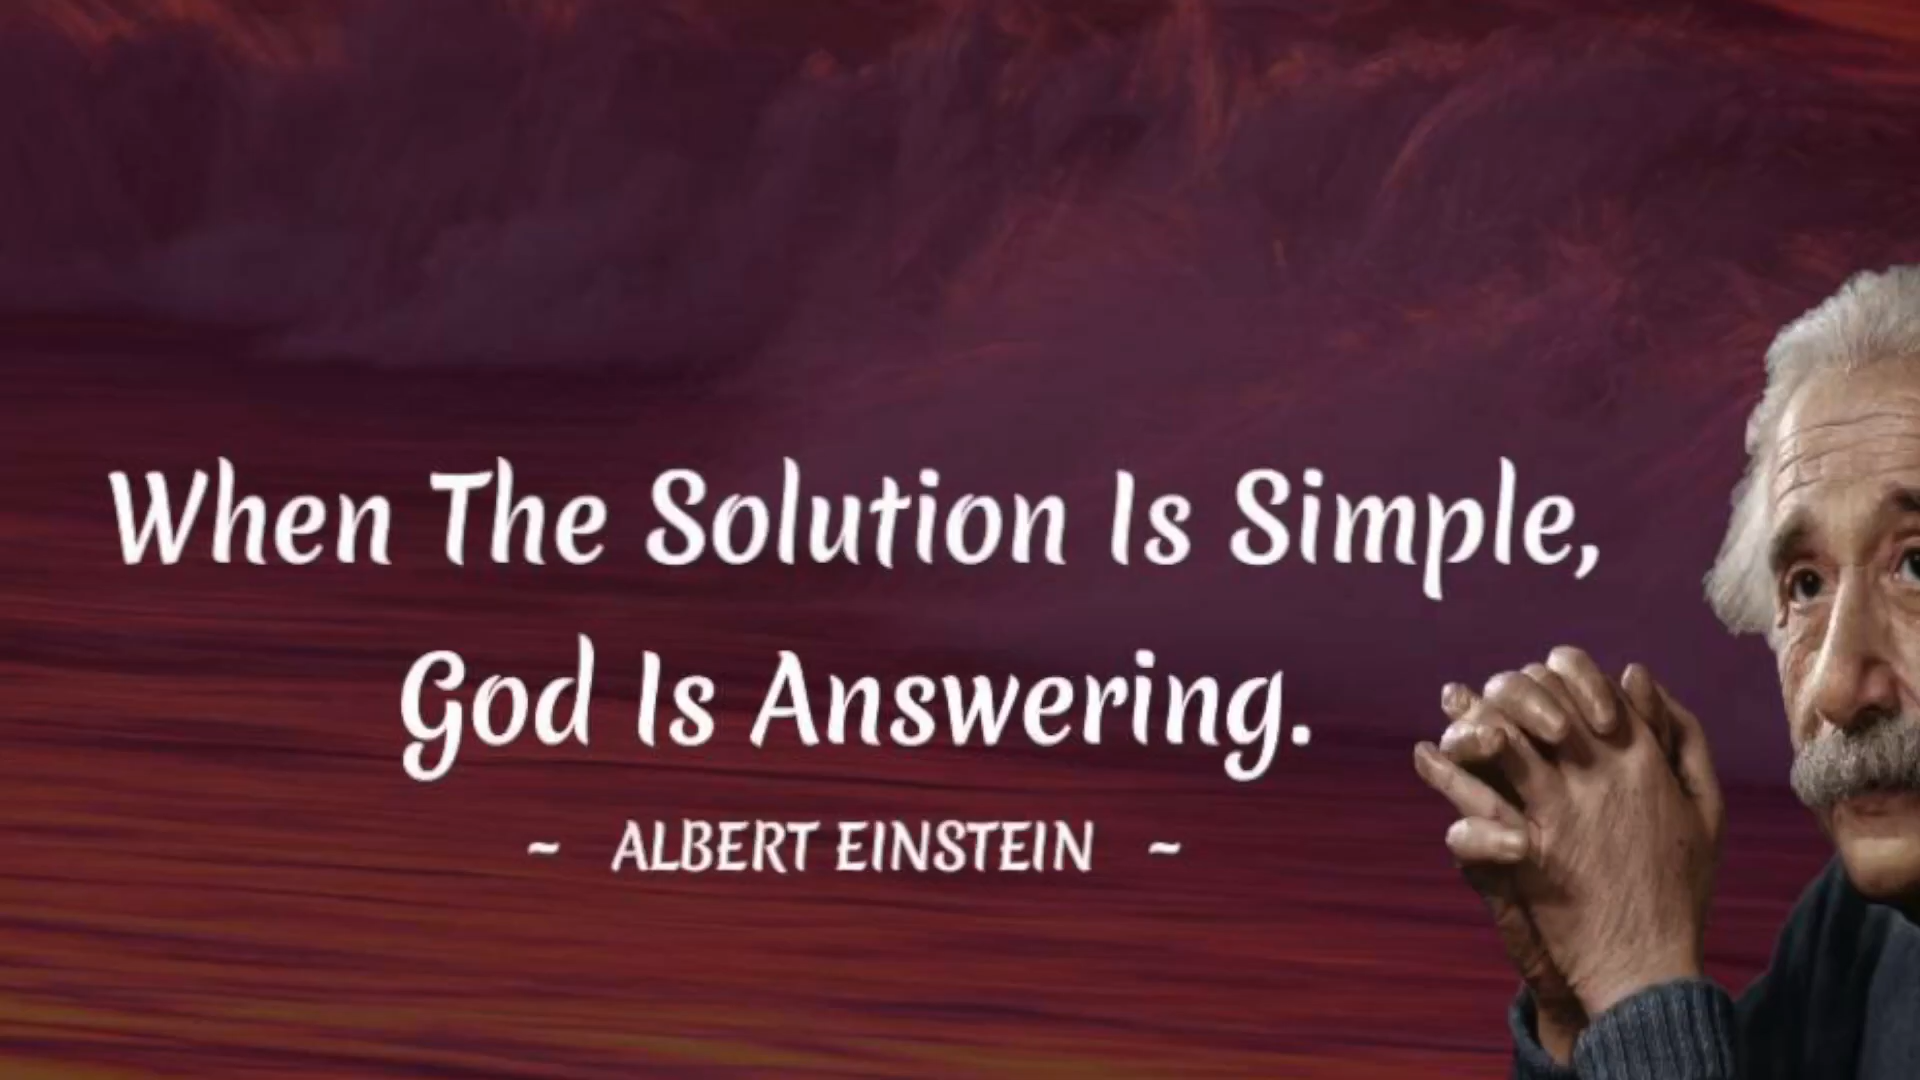 When The Solution Is Simple,
God Is Answering.
~ ALBERT EINSTEIN ~